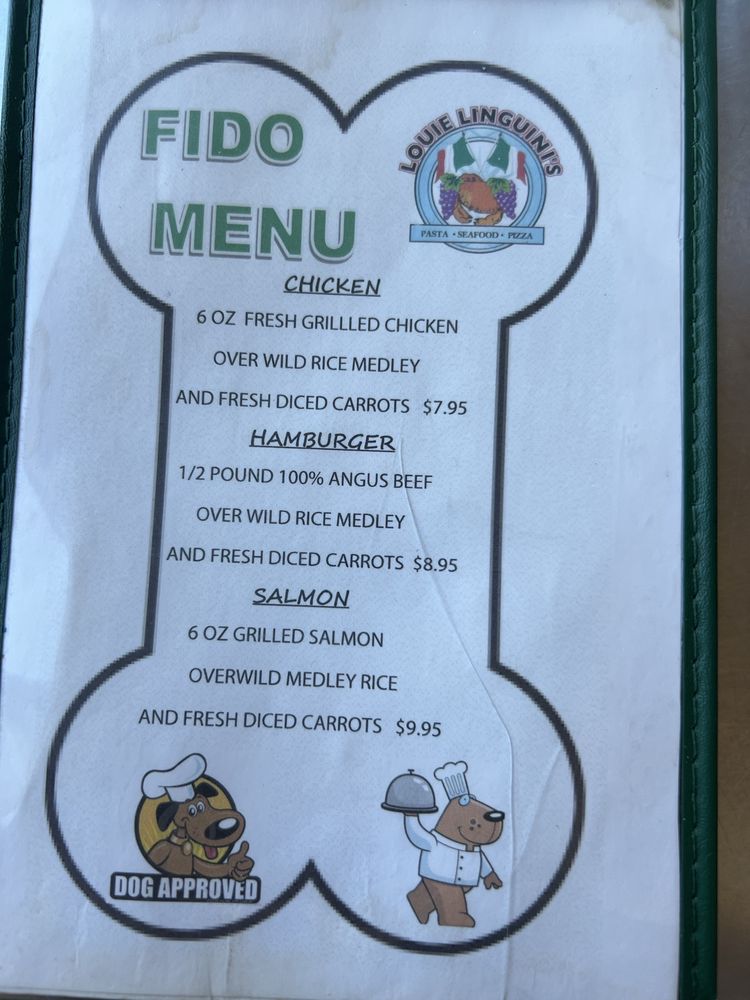 FIDO
MENU
LOUIE LINGUINI'S
PASTA • SEAFOOD • PIZZA
CHICKEN
6 OZ FRESH GRILLLED CHICKEN
OVER WILD RICE MEDLEY
AND FRESH DICED CARROTS $7.95
HAMBURGER
1/2 POUND 100% ANGUS BEEF
OVER WILD RICE MEDLEY
AND FRESH DICED CARROTS $8.95
SALMON
6 OZ GRILLED SALMON
OVERWILD MEDLEY RICE
AND FRESH DICED CARROTS $9.95
DOG APPROVED